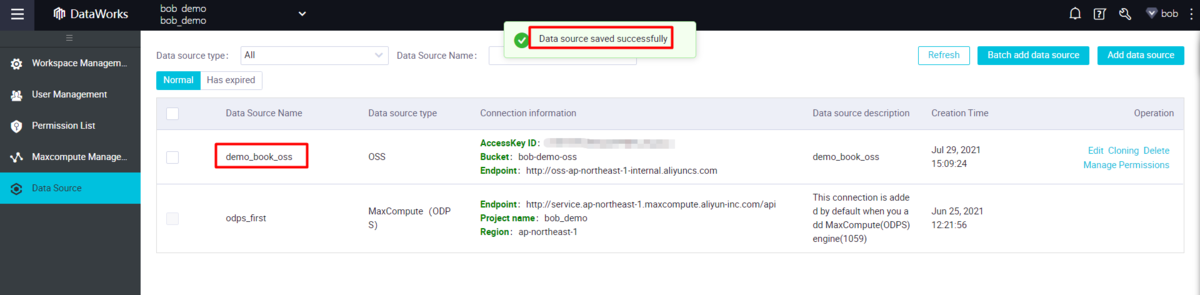 DataWorks
bob demo
bob_demo
bob
Data source saved successfully
Data source type:
All
Data Source Name:
Refresh
Batch add data source
Add data source
Normal
Has expired
Workspace Managem...
User Management
Permission List
Maxcompute Manage...
Data Source
Data Source Name
Data source type
Connection information
Data source description
Creation Time
Operation
demo_book_oss
OSS
AccessKey ID:
Bucket: bob-demo-oss
Endpoint: http://oss-ap-northeast-1-internal.aliyuncs.com
demo_book_oss
Jul 29, 2021
15:09:24
Edit Cloning Delete
Manage Permissions
odps_first
MaxCompute (ODP
S)
Endpoint: http://service.ap-northeast-1.maxcompute.aliyun-inc.com/api
Project name: bob_demo
Region: ap-northeast-1
This connection is adde
d by default when you a
dd MaxCompute(ODPS)
engine(1059)
Jun 25, 2021
12:21:56